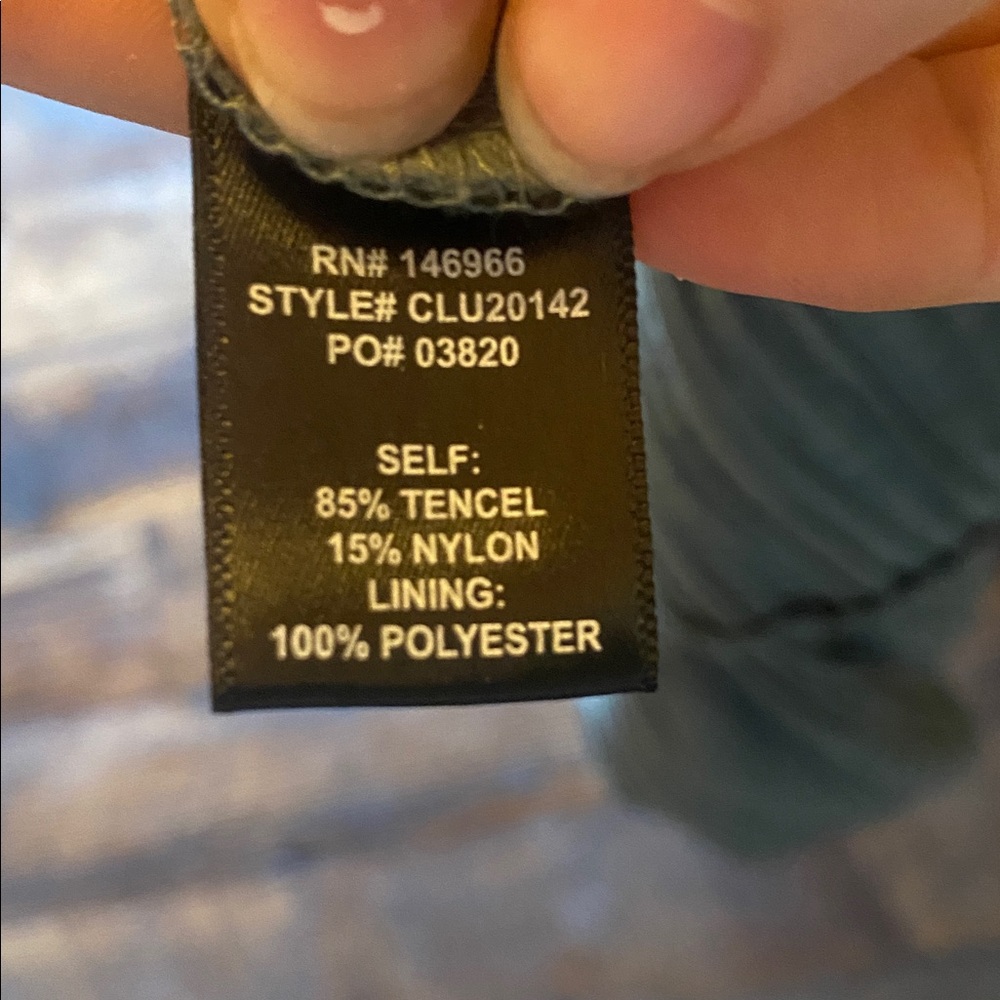 RN# 146966
STYLE# CLU20142
PO# 03820
SELF:
85% TENCEL
15% NYLON
LINING:
100% POLYESTER